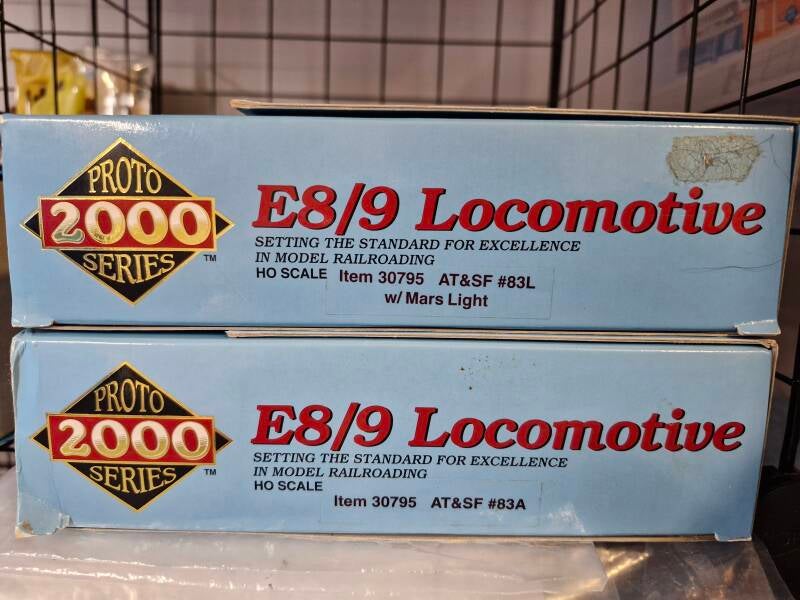 PROTO
2000
SERIES
TM
E8/9 Locomotive
SETTING THE STANDARD FOR EXCELLENCE
IN MODEL RAILROADING
HO SCALE Item 30795 AT&SF #83L
w/ Mars Light
PROTO
2000
SERIES
TM
E8/9 Locomotive
SETTING THE STANDARD FOR EXCELLENCE
IN MODEL RAILROADING
HO SCALE
Item 30795 AT&SF #83A